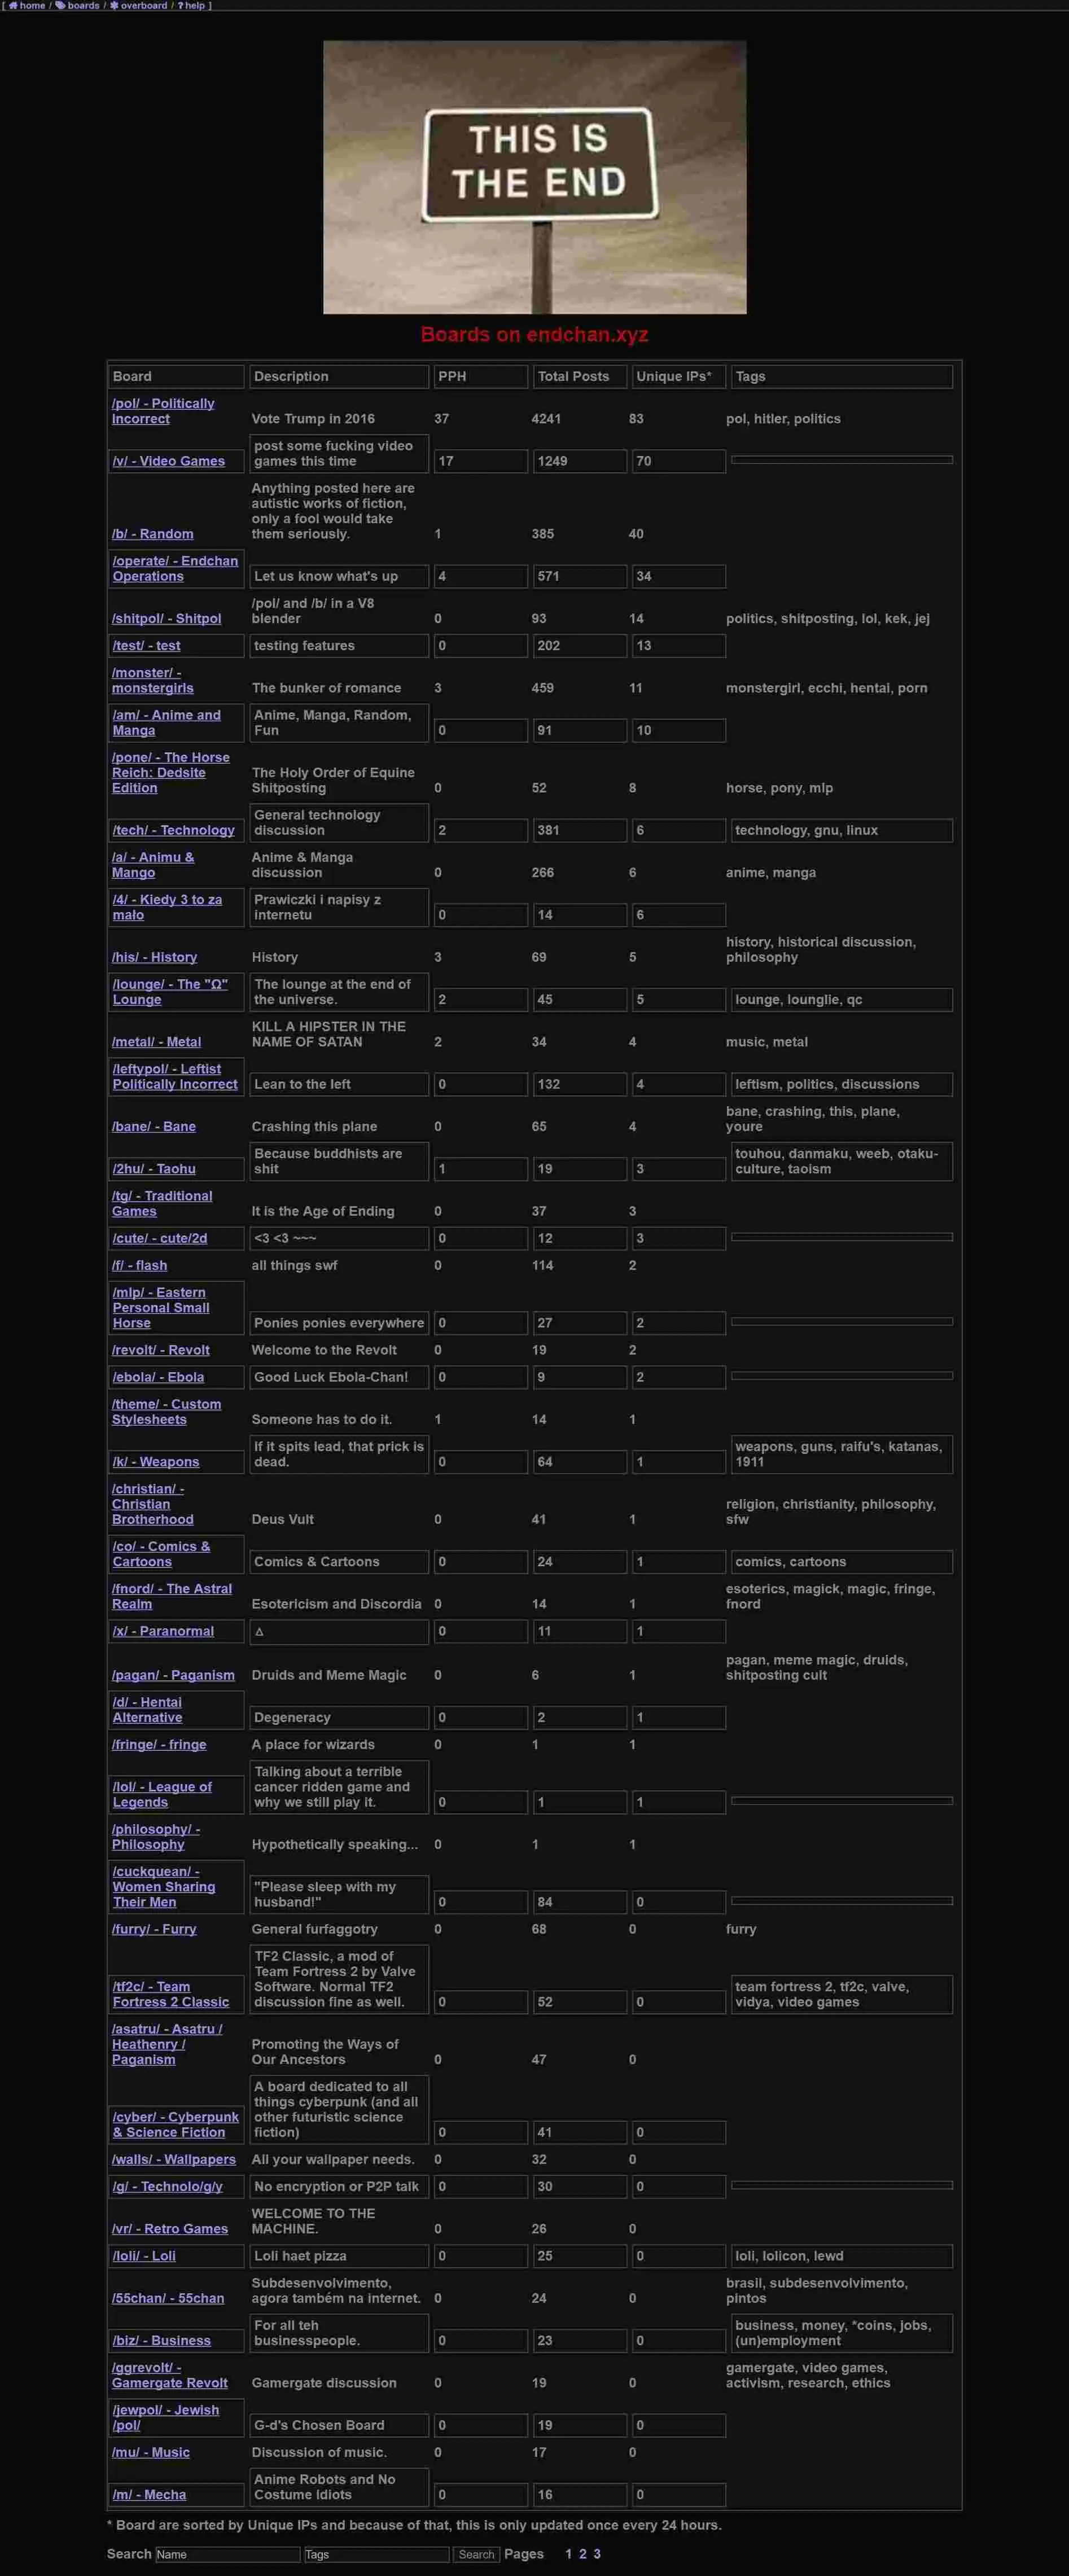 [ home / boards / overboard / ? help ]
THIS IS
THE END
Boards on endchan.xyz
Board Description PPH Total Posts Unique IPs* Tags
/pol/ - Politically
Incorrect Vote Trump in 2016 37 4241 83 pol, hitler, politics
post some fucking video
/v/ - Video Games games this time 17 1249 70
Anything posted here are
autistic works of fiction,
only a fool would take
/b/ - Random them seriously. 1 385 40
/operate/ - Endchan
Operations Let us know what's up 4 571 34
/pol/ and /b/ in a V8
/shitpol/ - Shitpol blender 0 93 14 politics, shitposting, lol, kek, jej
/test/ - test testing features 0 202 13
/monster/ -
monstergirls The bunker of romance 3 459 11 monstergirl, ecchi, hentai, porn
/am/ - Anime and Anime, Manga, Random,
Manga Fun 0 91 10
/pone/ - The Horse
Reich: Dedsite The Holy Order of Equine
Edition Shitposting 0 52 8 horse, pony, mlp
General technology
/tech/ - Technology discussion 2 381 6 technology, gnu, linux
/a/ - Animu & Anime & Manga
Mango discussion 0 266 6 anime, manga
/4/ - Kiedy 3 to za Prawiczki i napisy z
malo internetu 0 14 6
history, historical discussion,
/his/ - History History 3 69 5 philosophy
/lounge/ - The "Ω" The lounge at the end of
Lounge the universe. 2 45 5 lounge, lounglie, qc
KILL A HIPSTER IN THE
/metal/ - Metal NAME OF SATAN 2 34 4 music, metal
/leftypol/ - Leftist
Politically Incorrect Lean to the left 0 132 4 leftism, politics, discussions
bane, crashing, this, plane,
/bane/ - Bane Crashing this plane 0 65 4 youre
Because buddhists are touhou, danmaku, weeb, otaku-
/2hu/ - Taohu shit 1 19 3 culture, taoism
/tg/ - Traditional
Games It is the Age of Ending 0 37 3
/cute/ - cute/2d <3 <3 ~~~ 0 12 3
/f/ - flash all things swf 0 114 2
/mlp/ - Eastern
Personal Small
Horse Ponies ponies everywhere 0 27 2
/revolt/ - Revolt Welcome to the Revolt 0 19 2
/ebola/ - Ebola Good Luck Ebola-Chan! 0 9 2
/theme/ - Custom
Stylesheets Someone has to do it. 1 14 1
If it spits lead, that prick is weapons, guns, raifu's, katanas,
/k/ - Weapons dead. 0 64 1 1911
/christian/ -
Christian religion, christianity, philosophy,
Brotherhood Deus Vult 0 41 1 sfw
/co/ - Comics &
Cartoons Comics & Cartoons 0 24 1 comics, cartoons
/fnord/ - The Astral esoterics, magick, magic, fringe,
Realm Esotericism and Discordia 0 14 1 fnord
/x/ - Paranormal ∆ 0 11 1
pagan, meme magic, druids,
/pagan/ - Paganism Druids and Meme Magic 0 6 1 shitposting cult
/d/ - Hentai
Alternative Degeneracy 0 2 1
/fringe/ - fringe A place for wizards 0 1 1
Talking about a terrible
/lol/ - League of cancer ridden game and
Legends why we still play it. 0 1 1
/philosophy/ -
Philosophy Hypothetically speaking... 0 1 1
/cuckquean/ -
Women Sharing "Please sleep with my
Their Men husband!" 0 84 0
/furry/ - Furry General furfaggotry 0 68 0 furry
TF2 Classic, a mod of
Team Fortress 2 by Valve
/tf2c/ - Team Software. Normal TF2 team fortress 2, tf2c, valve,
Fortress 2 Classic discussion fine as well. 0 52 0 vidya, video games
/asatru/ - Asatru /
Heathenry / Promoting the Ways of
Paganism Our Ancestors 0 47 0
A board dedicated to all
things cyberpunk (and all
/cyber/ - Cyberpunk other futuristic science
& Science Fiction fiction) 0 41 0
/walls/ - Wallpapers All your wallpaper needs. 0 32 0
/g/ - Technolo/g/y No encryption or P2P talk 0 30 0
WELCOME TO THE
/vr/ - Retro Games MACHINE. 0 26 0
/loli/ - Loli Loli haet pizza 0 25 0 loli, lolicon, lewd
Subdesenvolvimento, brasil, subdesenvolvimento,
/55chan/ - 55chan agora também na internet. 0 24 0 pintos
For all teh business, money, *coins, jobs,
/biz/ - Business businesspeople. 0 23 0 (un)employment
/ggrevolt/ - gamergate, video games,
Gamergate Revolt Gamergate discussion 0 19 0 activism, research, ethics
/jewpol/ - Jewish
/pol/ G-d's Chosen Board 0 19 0
/mu/ - Music Discussion of music. 0 17 0
Anime Robots and No
/m/ - Mecha Costume Idiots 0 16 0
* Board are sorted by Unique IPs and because of that, this is only updated once every 24 hours.
Search Name Tags Search Pages 1 2 3